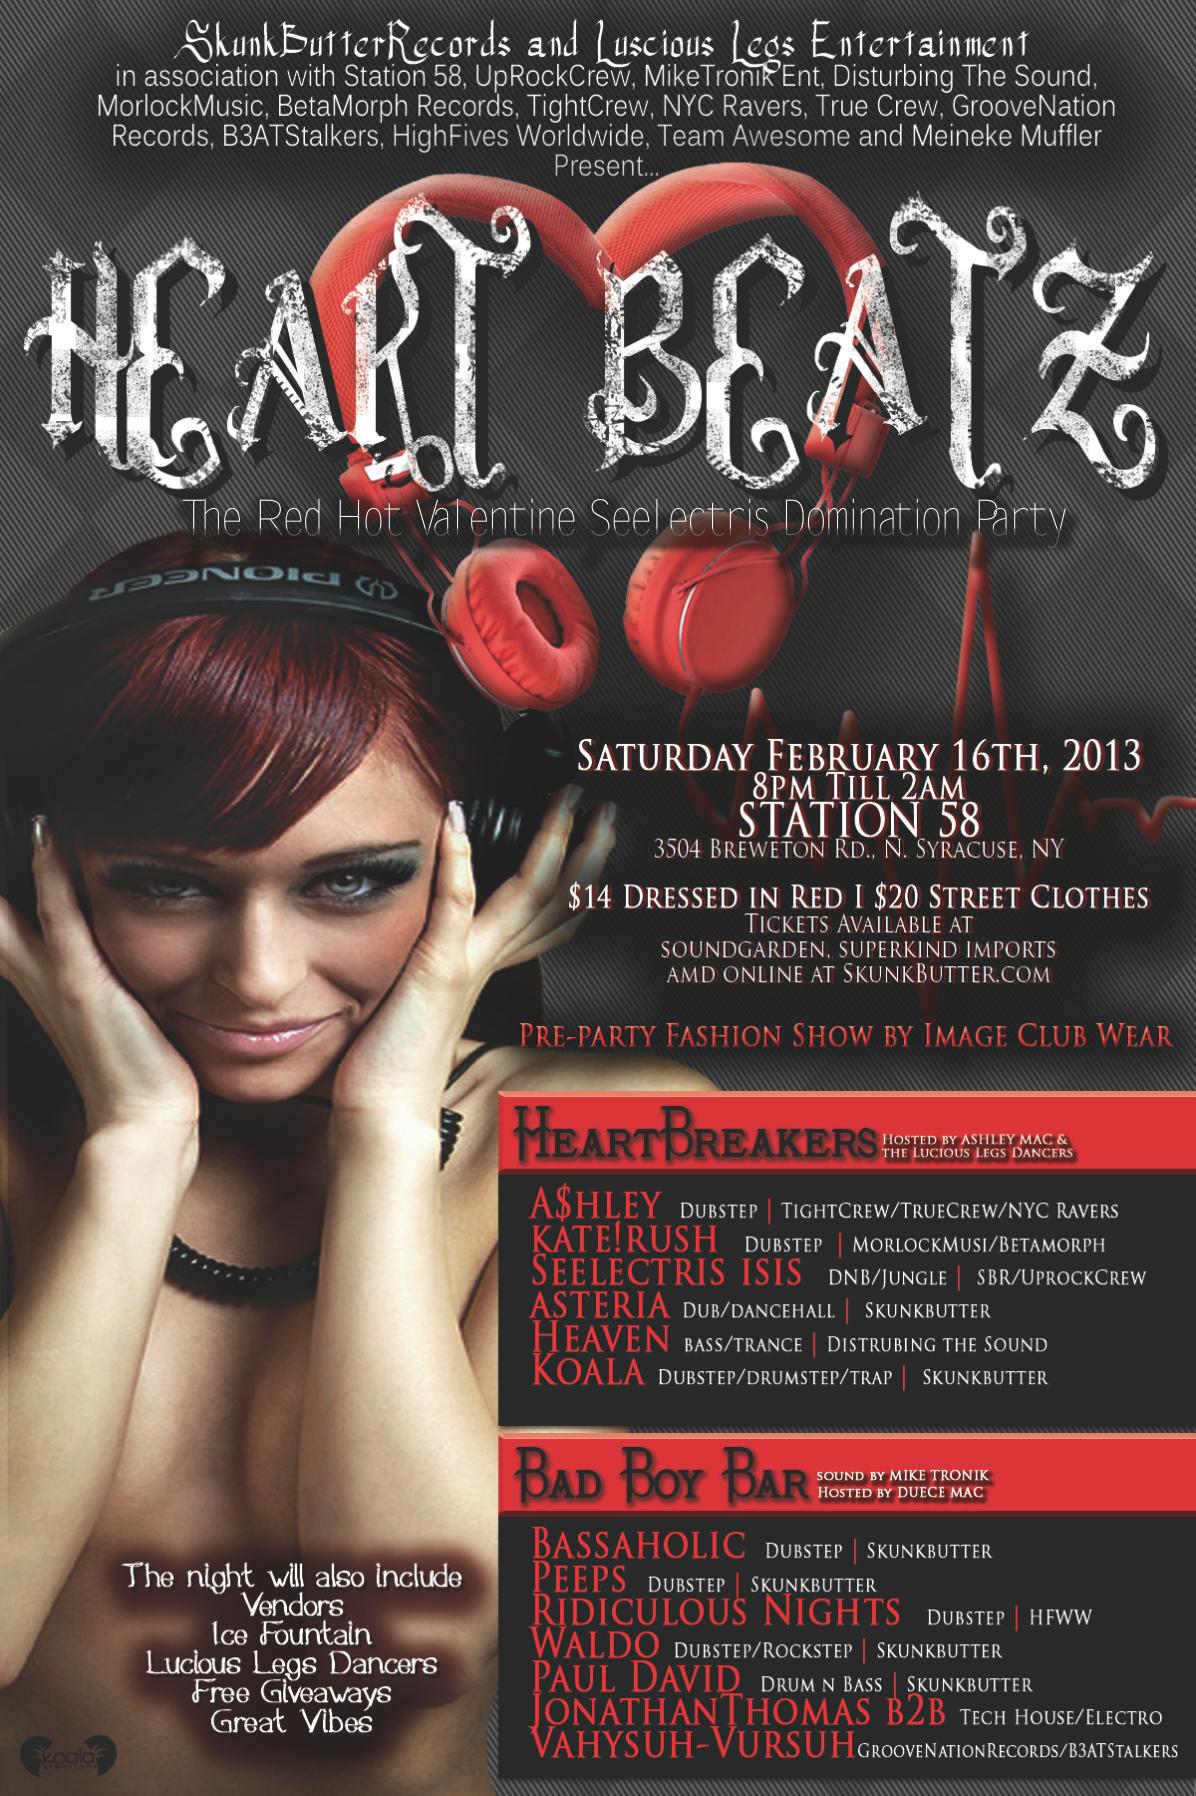 SkunkButterRecords and Luscious Legs Entertainment
in association with Station 58, UpRockCrew, MikeTronik Ent, Disturbing The Sound,
MorlockMusic, BetaMorph Records, TightCrew, NYC Ravers, True Crew, GrooveNation
Records, B3ATStalkers, HighFives Worldwide, Team Awesome and Meineke Muffler
Present...
HEART BEATZ
The Red Hot Valentine Seelectris Domination Party
PIONEER
Saturday February 16th, 2013
8pm Till 2am
STATION 58
3504 Breweton Rd., N. Syracuse, NY
$14 Dressed in Red | $20 Street Clothes
Tickets Available at
soundgarden, superkind imports
amd online at SkunkButter.com
Pre-party Fashion Show by Image Club Wear
HeartBreakers Hosted by ASHLEY MAC &
the Lucious Legs Dancers
A$hley Dubstep | TightCrew/TrueCrew/NYC Ravers
kate!rush Dubstep | MorlockMusi/Betamorph
Seelectris isis DNB/Jungle | SBR/UprockCrew
asteria Dub/dancehall | Skunkbutter
Heaven bass/trance | Distrubing the Sound
Koala Dubstep/drumstep/trap | Skunkbutter
Bad Boy Bar sound by MIKE TRONIK
Hosted by DUECE MAC
Bassaholic Dubstep | Skunkbutter
Peeps Dubstep | Skunkbutter
Ridiculous Nights Dubstep | HFWW
Waldo Dubstep/Rockstep | Skunkbutter
Paul David Drum n Bass | Skunkbutter
JonathanThomas b2b Tech House/Electro
Vahysuh-Vursuh GrooveNationRecords/B3ATStalkers
The night will also include
Vendors
Ice Fountain
Lucious Legs Dancers
Free Giveaways
Great Vibes
koala
kreations